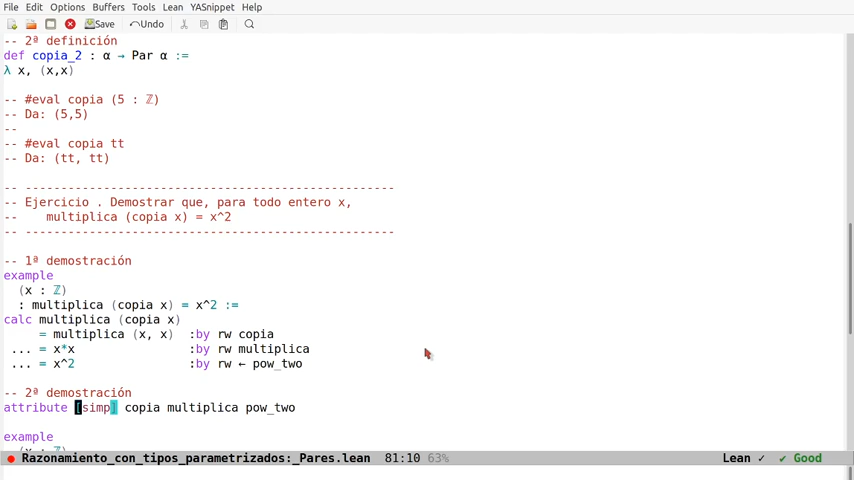 File Edit Options Buffers Tools Lean YASnippet Help
Save Undo
-- 2ª definición
def copia_2 : α → Par α :=
λ x, (x,x)
-- #eval copia (5 : ℤ)
-- Da: (5,5)
--
-- #eval copia tt
-- Da: (tt, tt)
-- ---------------------------------------------------
-- Ejercicio . Demostrar que, para todo entero x,
--    multiplica (copia x) = x^2
-- ---------------------------------------------------
-- 1ª demostración
example
  (x : ℤ)
  : multiplica (copia x) = x^2 :=
calc multiplica (copia x)
     = multiplica (x, x)  :by rw copia
 ... = x*x                :by rw multiplica
 ... = x^2                :by rw ← pow_two
-- 2ª demostración
attribute [simp] copia multiplica pow_two
example
  (x : ℤ)
Razonamiento_con_tipos_parametrizados:_Pares.lean 81:10 63% Lean ✓ ✓ Good